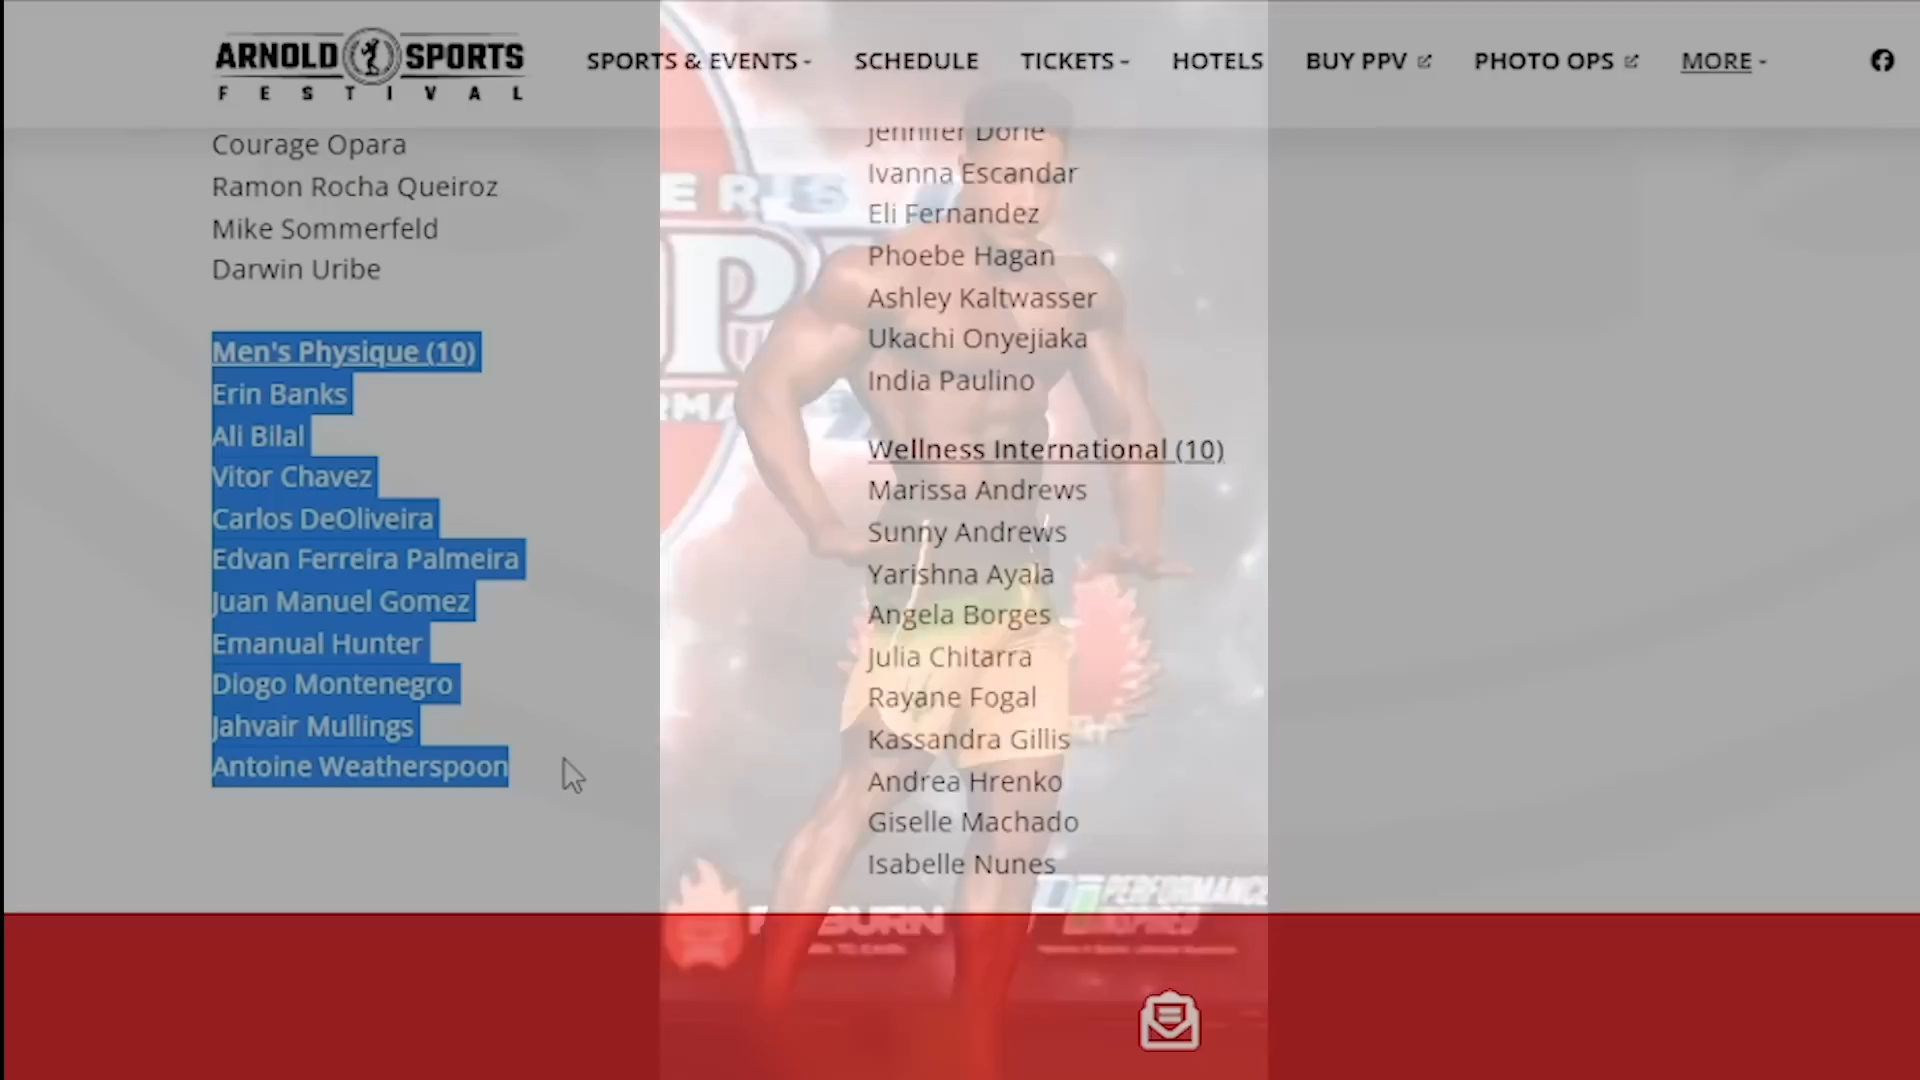 ARNOLD SPORTS
FESTIVAL
SPORTS & EVENTS
SCHEDULE
TICKETS
HOTELS
BUY PPV
PHOTO OPS
MORE
Courage Opara
Ramon Rocha Queiroz
Mike Sommerfeld
Darwin Uribe
Men's Physique (10)
Erin Banks
Ali Bilal
Vitor Chavez
Carlos DeOliveira
Edvan Ferreira Palmeira
Juan Manuel Gomez
Emanual Hunter
Diogo Montenegro
Jahvair Mullings
Antoine Weatherspoon
Jennifer Dorie
Ivanna Escandar
Eli Fernandez
Phoebe Hagan
Ashley Kaltwasser
Ukachi Onyejiaka
India Paulino
Wellness International (10)
Marissa Andrews
Sunny Andrews
Yarishna Ayala
Angela Borges
Julia Chitarra
Rayane Fogal
Kassandra Gillis
Andrea Hrenko
Giselle Machado
Isabelle Nunes
PERFORMANCE